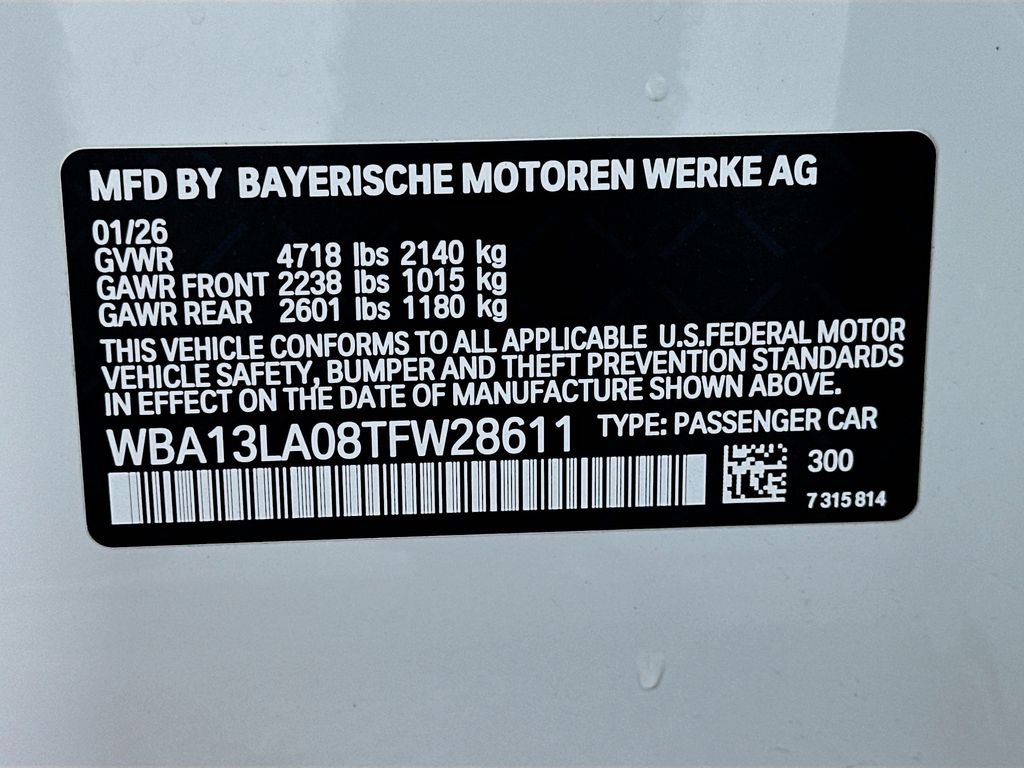 MFD BY BAYERISCHE MOTOREN WERKE AG
01/26
GVWR 4718 lbs 2140 kg
GAWR FRONT 2238 lbs 1015 kg
GAWR REAR 2601 lbs 1180 kg
THIS VEHICLE CONFORMS TO ALL APPLICABLE U.S.FEDERAL MOTOR
VEHICLE SAFETY, BUMPER AND THEFT PREVENTION STANDARDS
IN EFFECT ON THE DATE OF MANUFACTURE SHOWN ABOVE.
WBA13LA08TFW28611 TYPE: PASSENGER CAR
300
7 315 814